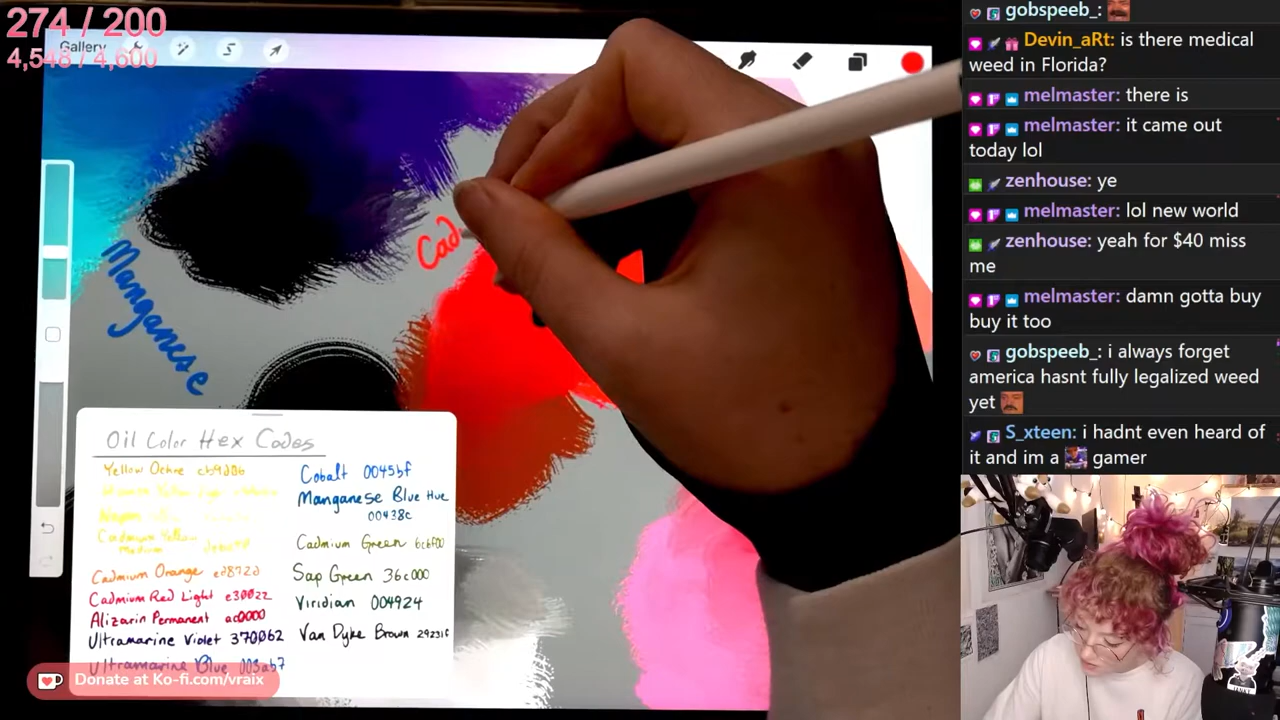 274 / 200
4,548 / 4,600
Gallery
Manganese
Cad
Oil Color Hex Codes
Yellow Ochre cb9d06
Cadmium Yellow
Medium
Cadmium Orange ed872d
Cadmium Red Light e30022
Alizarin Permanent ac0000
Ultramarine Violet 370062
Ultramarine Blue 003ab7
Cobalt 0045bf
Manganese Blue Hue
00438c
Cadmium Green 6c6f00
Sap Green 36c000
Viridian 004924
Van Dyke Brown
Donate at Ko-fi.com/vraix
gobspeeb_:
Devin_aRt: is there medical
weed in Florida?
melmaster: there is
melmaster: it came out
today lol
zenhouse: ye
melmaster: lol new world
zenhouse: yeah for $40 miss
me
melmaster: damn gotta buy
buy it too
gobspeeb_: i always forget
america hasnt fully legalized weed
yet
S_xteen: i hadnt even heard of
it and im a gamer